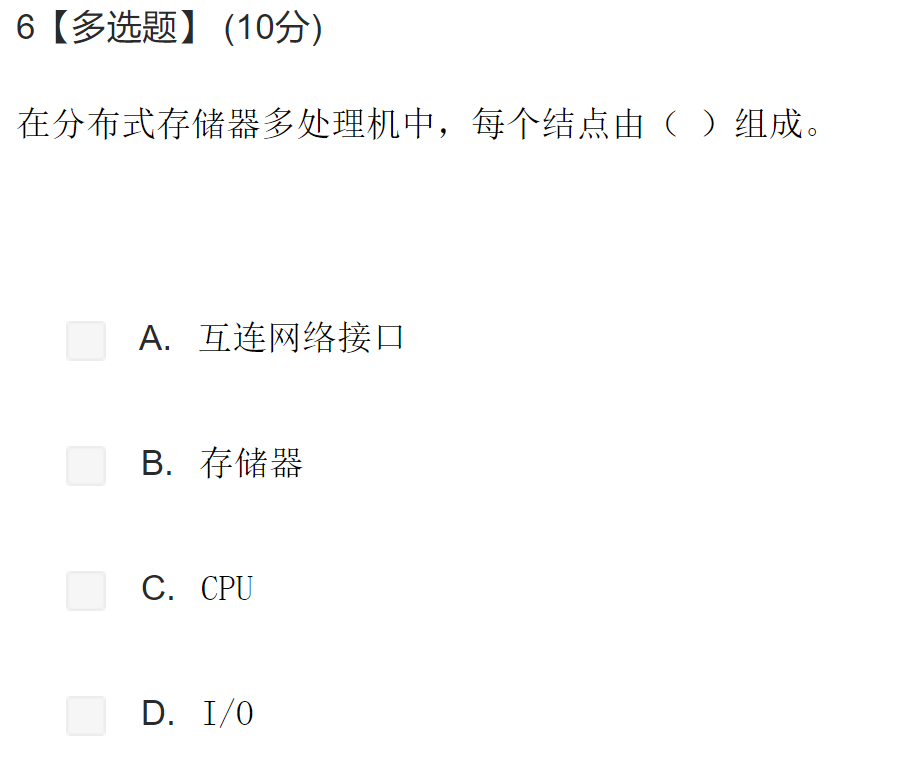 6【多选题】 (10分)
在分布式存储器多处理机中，每个结点由（ ）组成。
A. 互连网络接口
B. 存储器
C. CPU
D. I/O